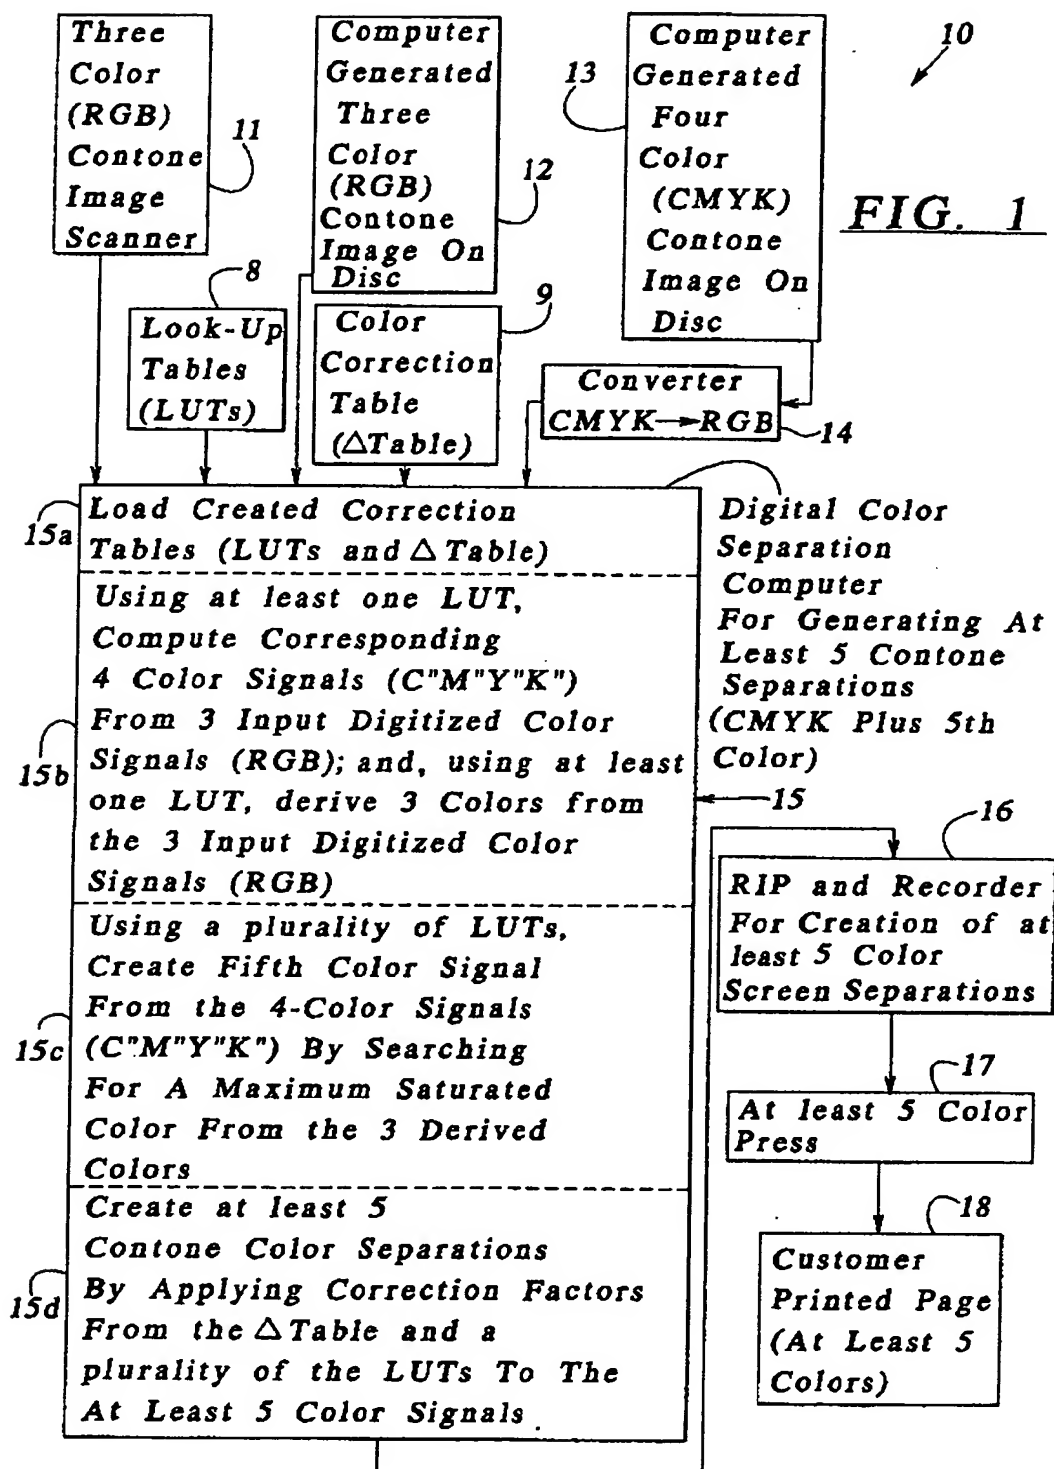 Three
Color
(RGB)
Contone
Image
Scanner
11
Computer
Generated
Three
Color
(RGB)
Contone
Image On
Disc
12
Computer
Generated
Four
Color
(CMYK)
Contone
Image On
Disc
13
10
FIG. 1
8
Look-Up
Tables
(LUTs)
9
Color
Correction
Table
(△Table)
Converter
CMYK→RGB
14
15a
Load Created Correction
Tables (LUTs and △ Table)
Digital Color
Separation
Computer
For Generating At
Least 5 Contone
Separations
(CMYK Plus 5th
Color)
15b
Using at least one LUT,
Compute Corresponding
4 Color Signals (C"M"Y"K")
From 3 Input Digitized Color
Signals (RGB); and, using at least
one LUT, derive 3 Colors from
the 3 Input Digitized Color
Signals (RGB)
15
15c
Using a plurality of LUTs,
Create Fifth Color Signal
From the 4-Color Signals
(C"M"Y"K") By Searching
For A Maximum Saturated
Color From the 3 Derived
Colors
15d
Create at least 5
Contone Color Separations
By Applying Correction Factors
From the △ Table and a
plurality of the LUTs To The
At Least 5 Color Signals
16
RIP and Recorder
For Creation of at
least 5 Color
Screen Separations
17
At least 5 Color
Press
18
Customer
Printed Page
(At Least 5
Colors)